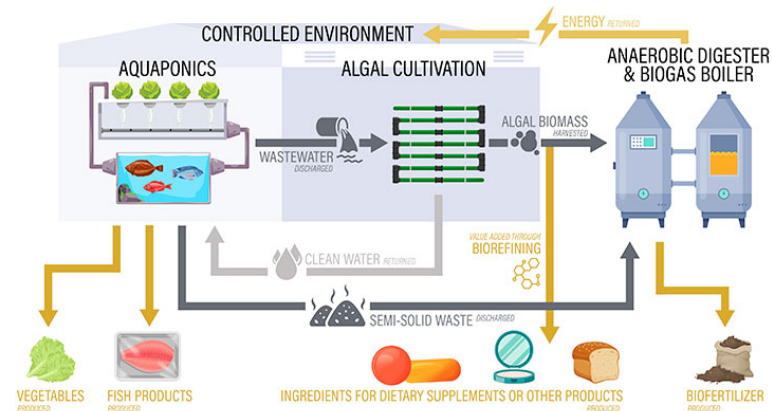 ENERGY RETURNED
CONTROLLED ENVIRONMENT
ANAEROBIC DIGESTER
& BIOGAS BOILER
AQUAPONICS
ALGAL CULTIVATION
ALGAL BIOMASS
HARVESTED
WASTEWATER
DISCHARGED
VALUE ADDED THROUGH
BIOREFINING
CLEAN WATER RETURNED
SEMI-SOLID WASTE DISCHARGED
VEGETABLES
PRODUCED
FISH PRODUCTS
PRODUCED
INGREDIENTS FOR DIETARY SUPPLEMENTS OR OTHER PRODUCTS
PRODUCED
BIOFERTILIZER
PRODUCED